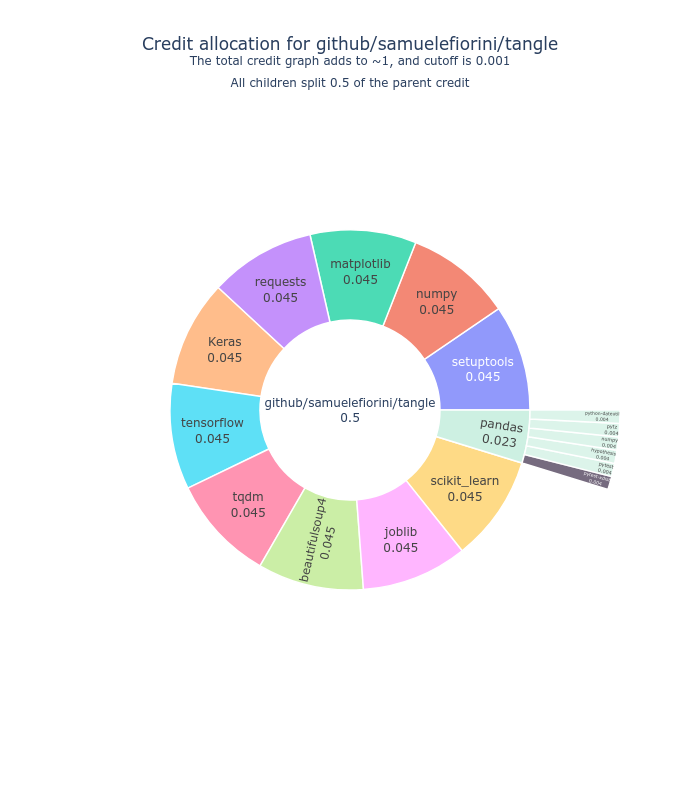 Credit allocation for github/samuelefiorini/tangle
The total credit graph adds to ~1, and cutoff is 0.001
All children split 0.5 of the parent credit
matplotlib
0.045
requests
0.045
numpy
0.045
Keras
0.045
setuptools
0.045
github/samuelefiorini/tangle
0.5
tensorflow
0.045
pandas
0.023
python-dateutil
0.004
pytz
0.004
numpy
0.004
hypothesis
0.004
pytest
0.004
0.004
scikit_learn
0.045
tqdm
0.045
beautifulsoup4
0.045
joblib
0.045